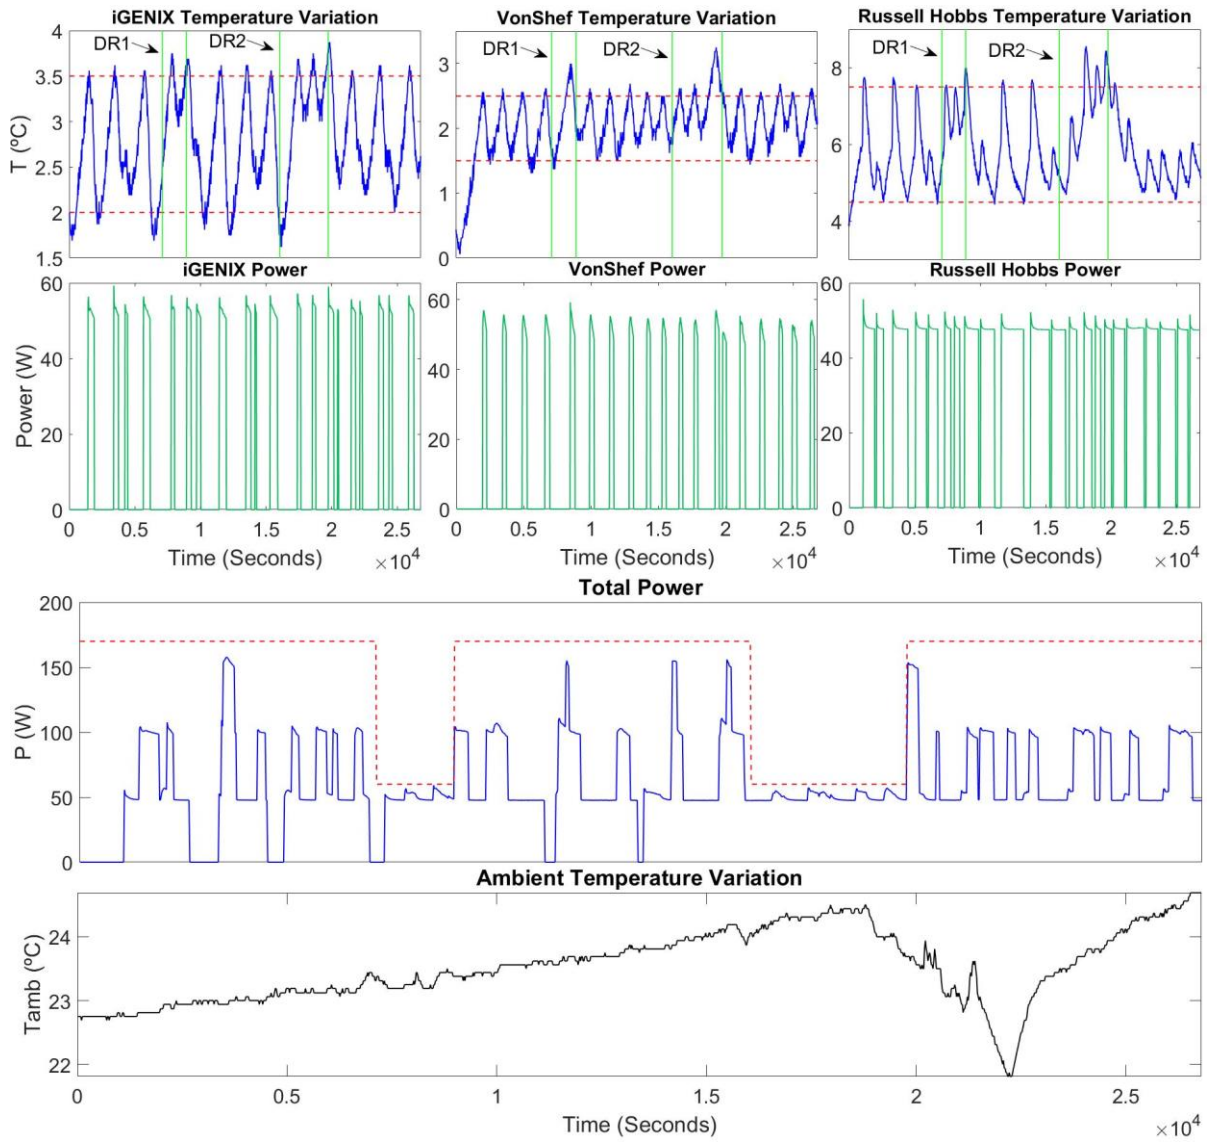 iGENIX Temperature Variation
VonShef Temperature Variation
Russell Hobbs Temperature Variation
DR1
DR2
DR1
DR2
DR1
DR2
4
3.5
3
2.5
2
1.5
T (ºC)
3
2
1
0
8
6
4
iGENIX Power
VonShef Power
Russell Hobbs Power
60
40
20
0
Power (W)
60
40
20
0
60
40
20
0
0 0.5 1 1.5 2 2.5
0 0.5 1 1.5 2 2.5
0 0.5 1 1.5 2 2.5
Time (Seconds) ×10⁴
Time (Seconds) ×10⁴
Time (Seconds) ×10⁴
Total Power
200
150
100
50
0
P (W)
Ambient Temperature Variation
24
23
22
Tamb (ºC)
0 0.5 1 1.5 2 2.5
Time (Seconds) ×10⁴